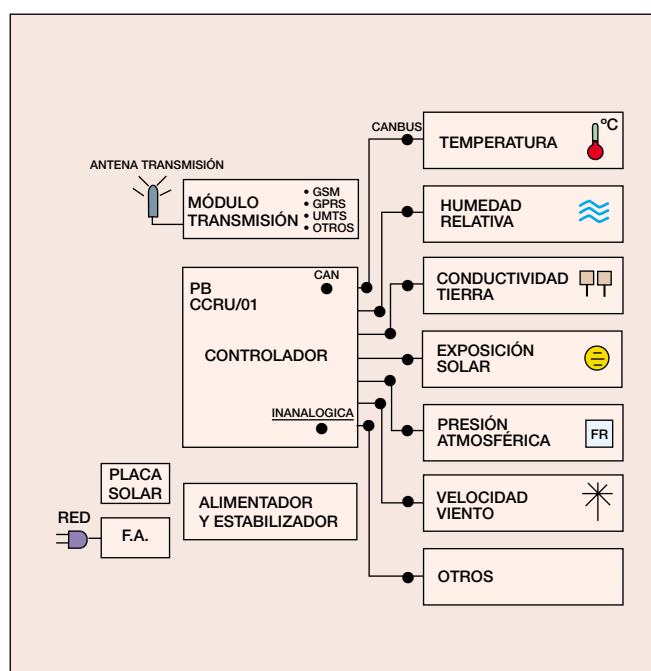 CANBUS
TEMPERATURA
ºC
ANTENA TRANSMISIÓN
MÓDULO
TRANSMISIÓN
• GSM
• GPRS
• UMTS
• OTROS
HUMEDAD
RELATIVA
PB
CCRU/01
CAN
CONTROLADOR
INANALOGICA
CONDUCTIVIDAD
TIERRA
EXPOSICIÓN
SOLAR
PRESIÓN
ATMOSFÉRICA
FR
PLACA
SOLAR
RED
F.A.
ALIMENTADOR
Y ESTABILIZADOR
VELOCIDAD
VIENTO
OTROS